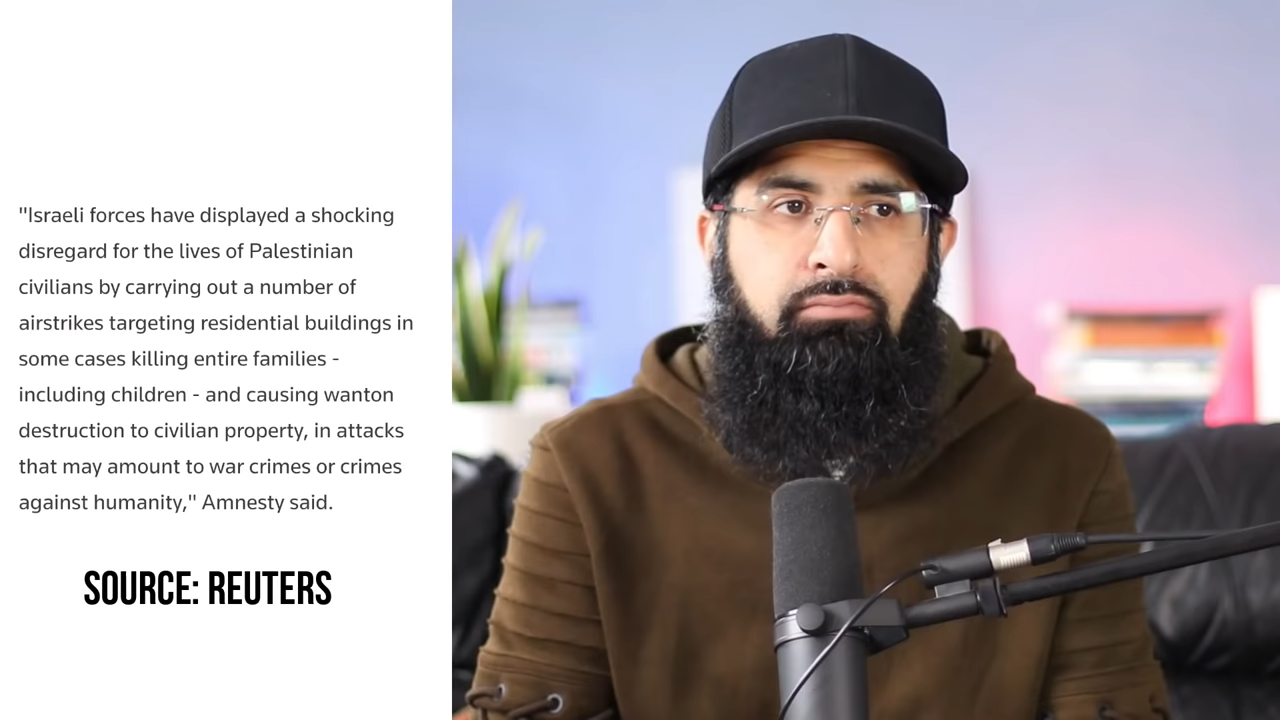 "Israeli forces have displayed a shocking
disregard for the lives of Palestinian
civilians by carrying out a number of
airstrikes targeting residential buildings in
some cases killing entire families -
including children - and causing wanton
destruction to civilian property, in attacks
that may amount to war crimes or crimes
against humanity," Amnesty said.
SOURCE: REUTERS